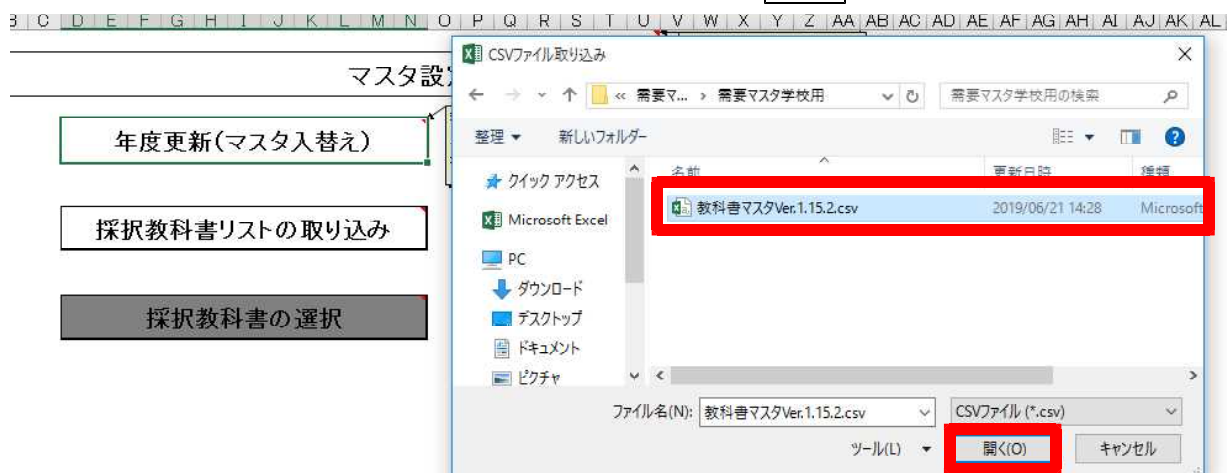 B C D E F G H I J K L M N O P Q R S T U V W X Y Z AA AB AC AD AE AF AG AH AI AJ AK AL
マスタ設定
年度更新(マスタ入替え)
採択教科書リストの取り込み
採択教科書の選択
CSVファイル取り込み
« 需要マ... › 需要マスタ学校用
需要マスタ学校用の検索
整理 新しいフォルダー
名前 更新日時 種類
クイック アクセス
Microsoft Excel
PC
ダウンロード
デスクトップ
ドキュメント
ピクチャ
教科書マスタVer.1.15.2.csv 2019/06/21 14:28 Microsoft
ファイル名(N): 教科書マスタVer.1.15.2.csv CSVファイル (*.csv)
ツール(L) 開く(O) キャンセル